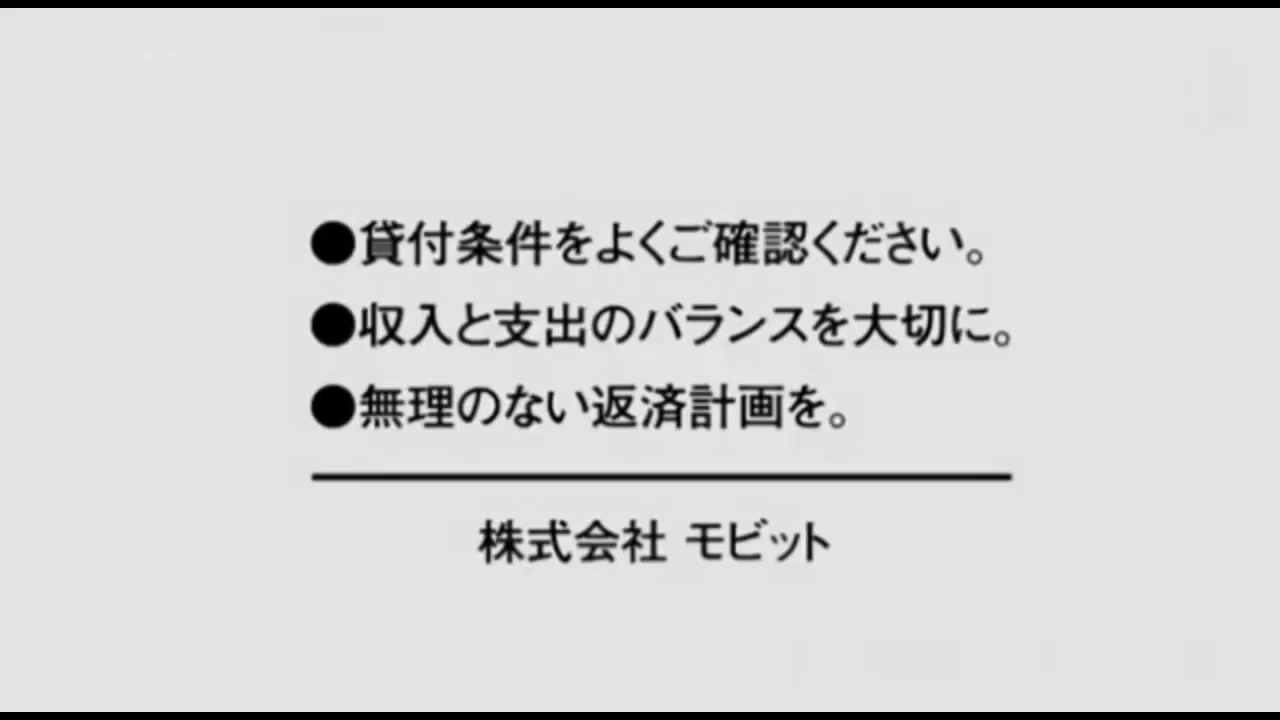 ●貸付条件をよくご確認ください。
●収入と支出のバランスを大切に。
●無理のない返済計画を。
株式会社 モビット